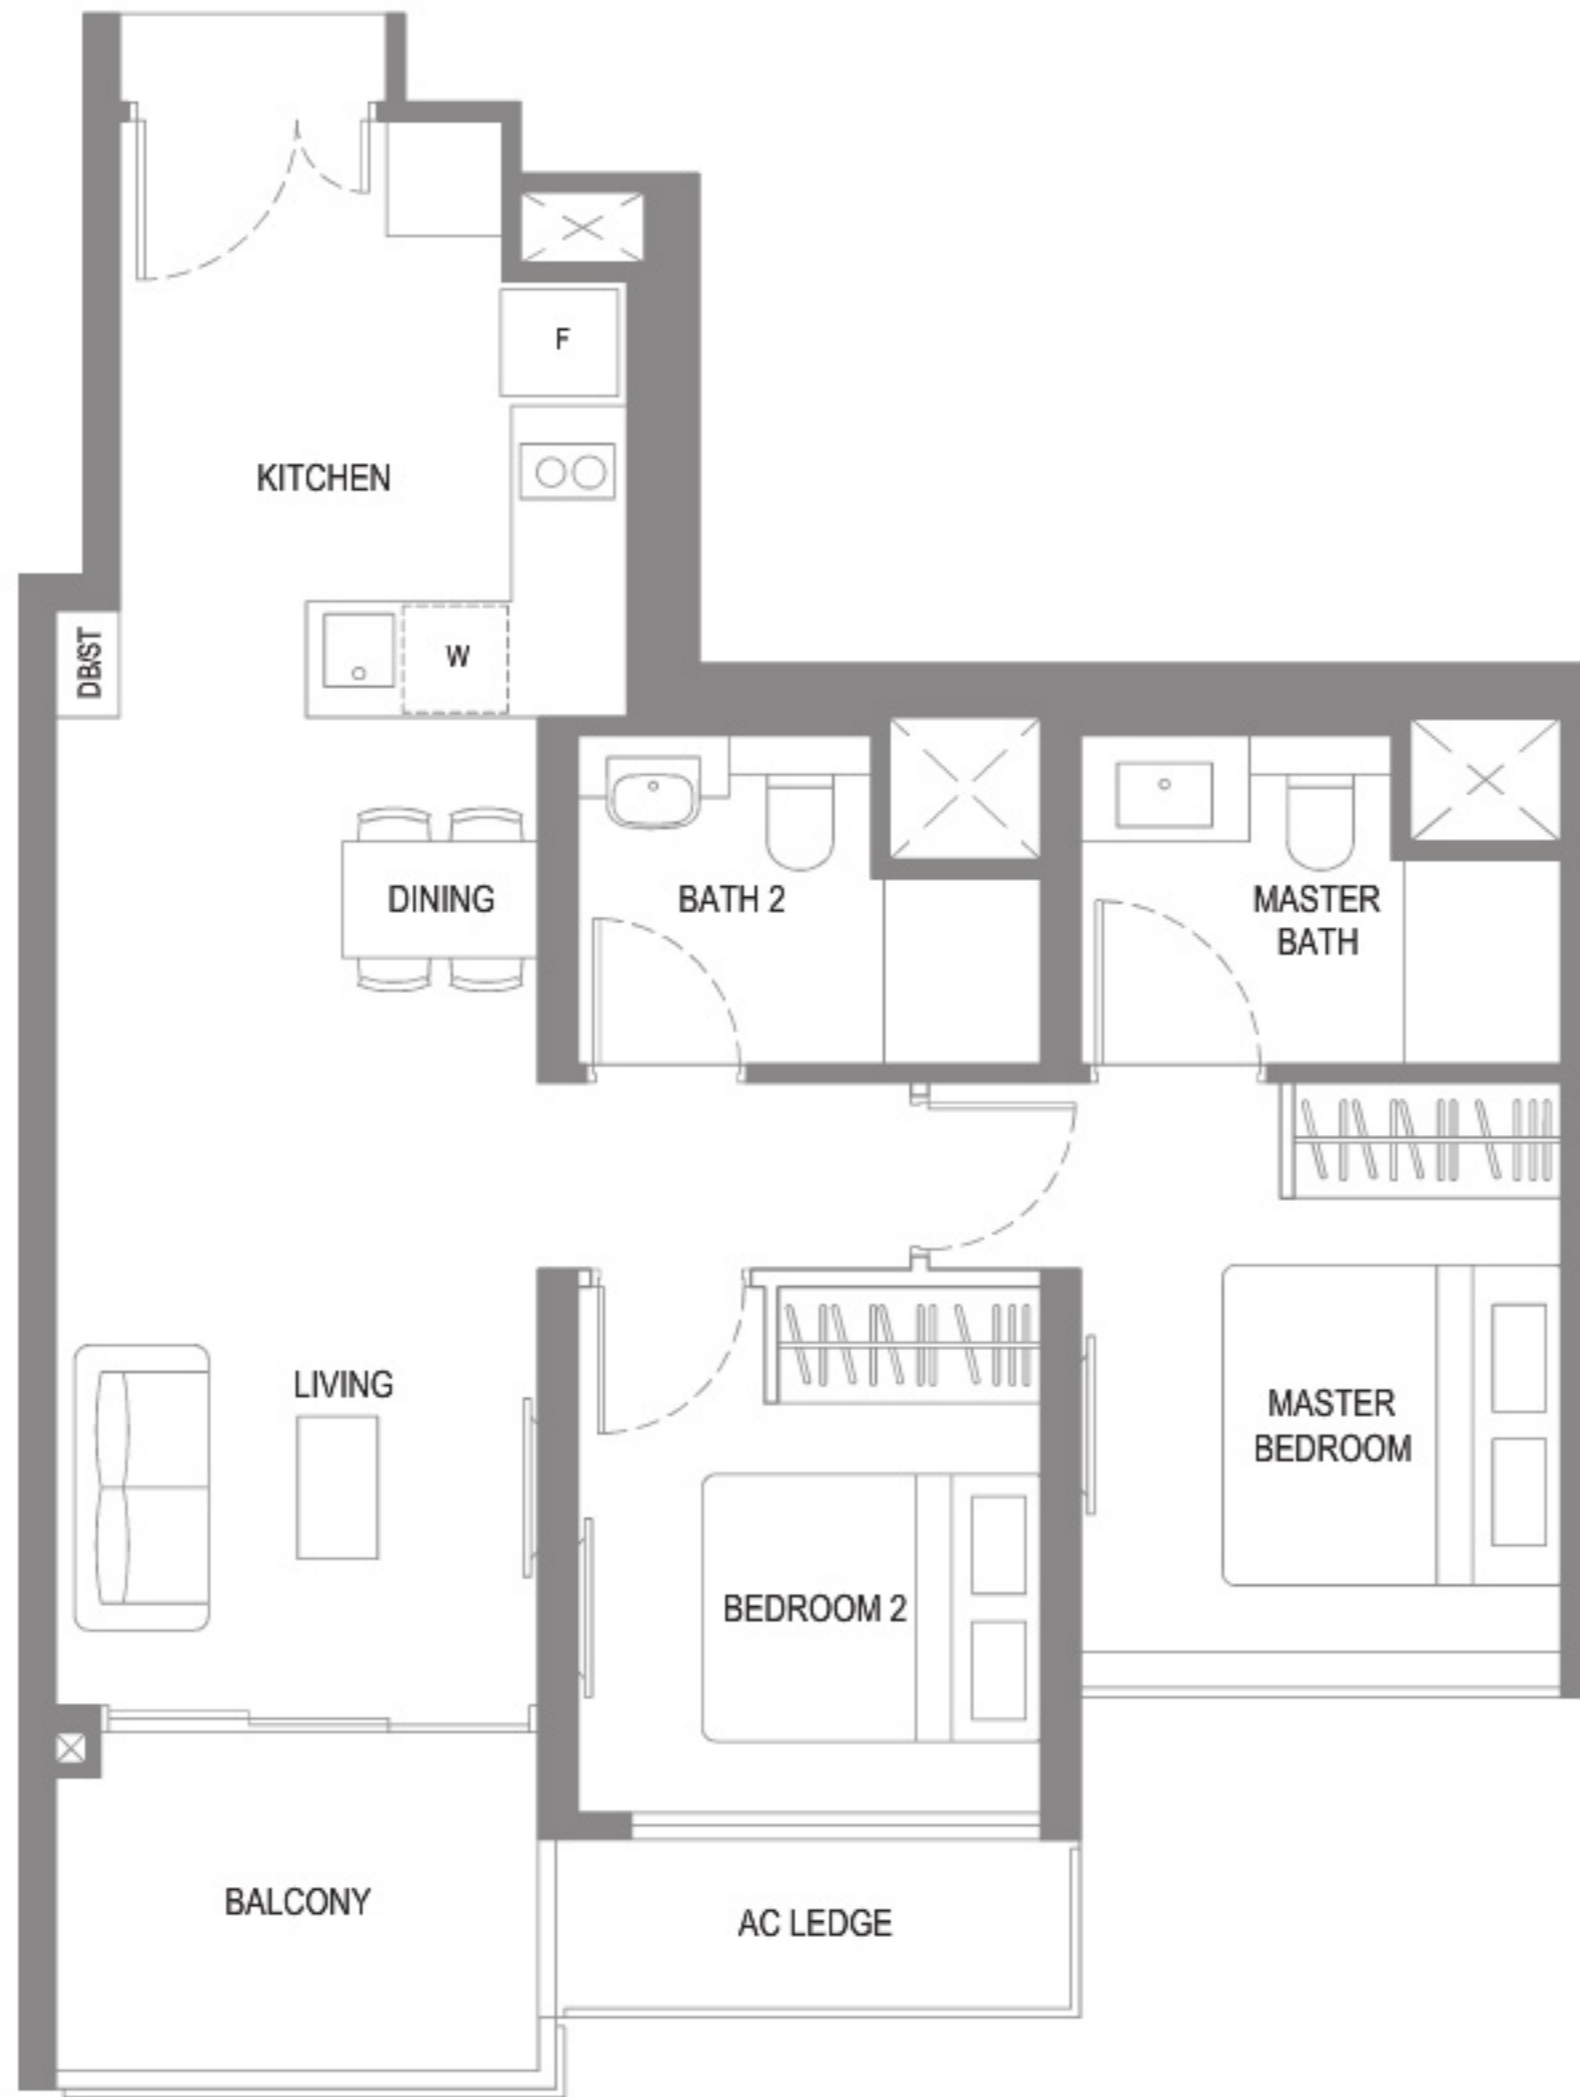 F
KITCHEN
DB/ST
W
DINING
BATH 2
MASTER
BATH
LIVING
MASTER
BEDROOM
BEDROOM 2
BALCONY
AC LEDGE